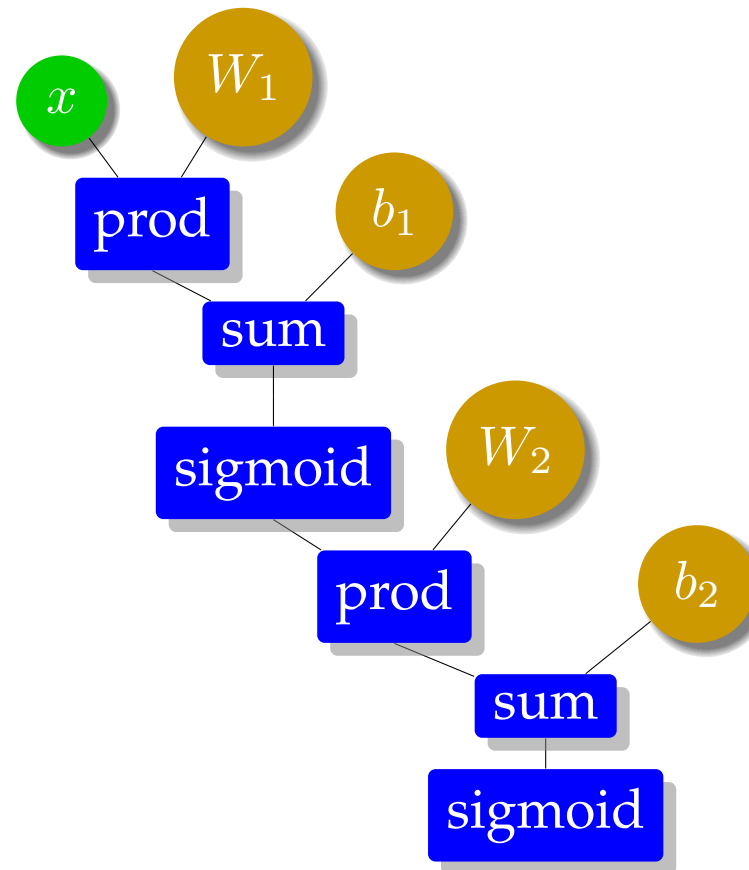 x
W₁
prod
b₁
sum
sigmoid
W₂
prod
b₂
sum
sigmoid